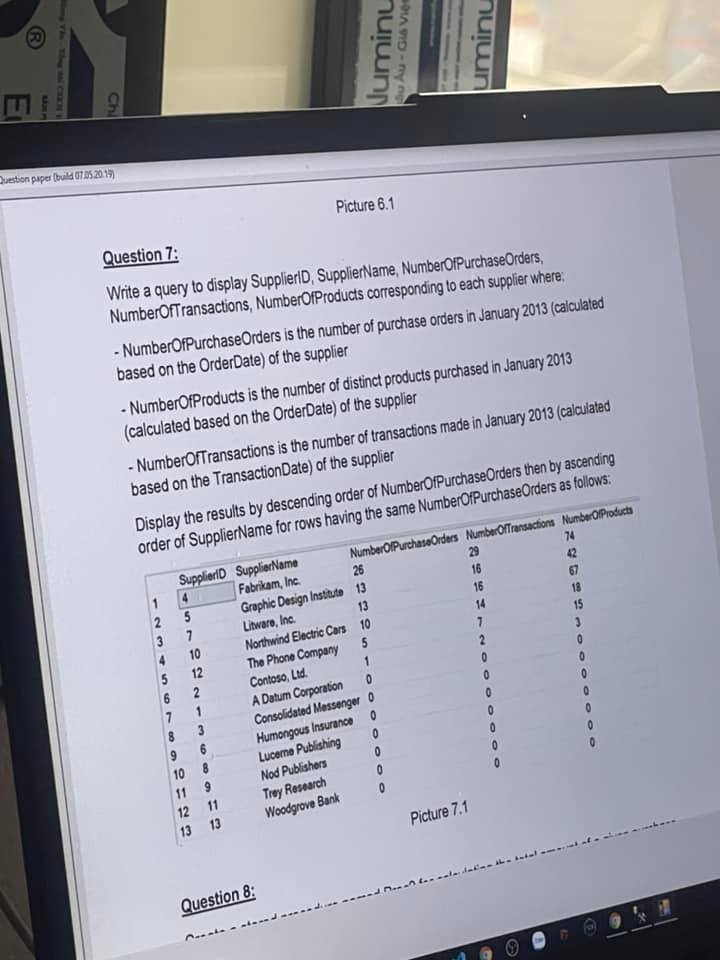 Aluminu
Âu Âu - Giá Việ
uminu
®
Ch
Question paper (build 07.05.20.19)
Picture 6.1
Question 7:
Write a query to display SupplierID, SupplierName, NumberOfPurchaseOrders,
NumberOfTransactions, NumberOfProducts corresponding to each supplier where:
- NumberOfPurchaseOrders is the number of purchase orders in January 2013 (calculated
based on the OrderDate) of the supplier
- NumberOfProducts is the number of distinct products purchased in January 2013
(calculated based on the OrderDate) of the supplier
- NumberOfTransactions is the number of transactions made in January 2013 (calculated
based on the TransactionDate) of the supplier
Display the results by descending order of NumberOfPurchaseOrders then by ascending
order of SupplierName for rows having the same NumberOfPurchaseOrders as follows:
SupplierID SupplierName NumberOfPurchaseOrders NumberOfTransactions NumberOfProducts
1 4 Fabrikam, Inc. 26 29 74
2 5 Graphic Design Institute 13 16 42
3 7 Litware, Inc. 13 16 67
4 10 Northwind Electric Cars 10 14 18
5 12 The Phone Company 5 7 15
6 2 Contoso, Ltd. 1 2 3
7 1 A Datum Corporation 0 0 0
8 3 Consolidated Messenger 0 0 0
9 6 Humongous Insurance 0 0 0
10 8 Lucerne Publishing 0 0 0
11 9 Nod Publishers 0 0 0
12 11 Trey Research 0 0 0
13 13 Woodgrove Bank 0 0 0
Picture 7.1
Question 8: